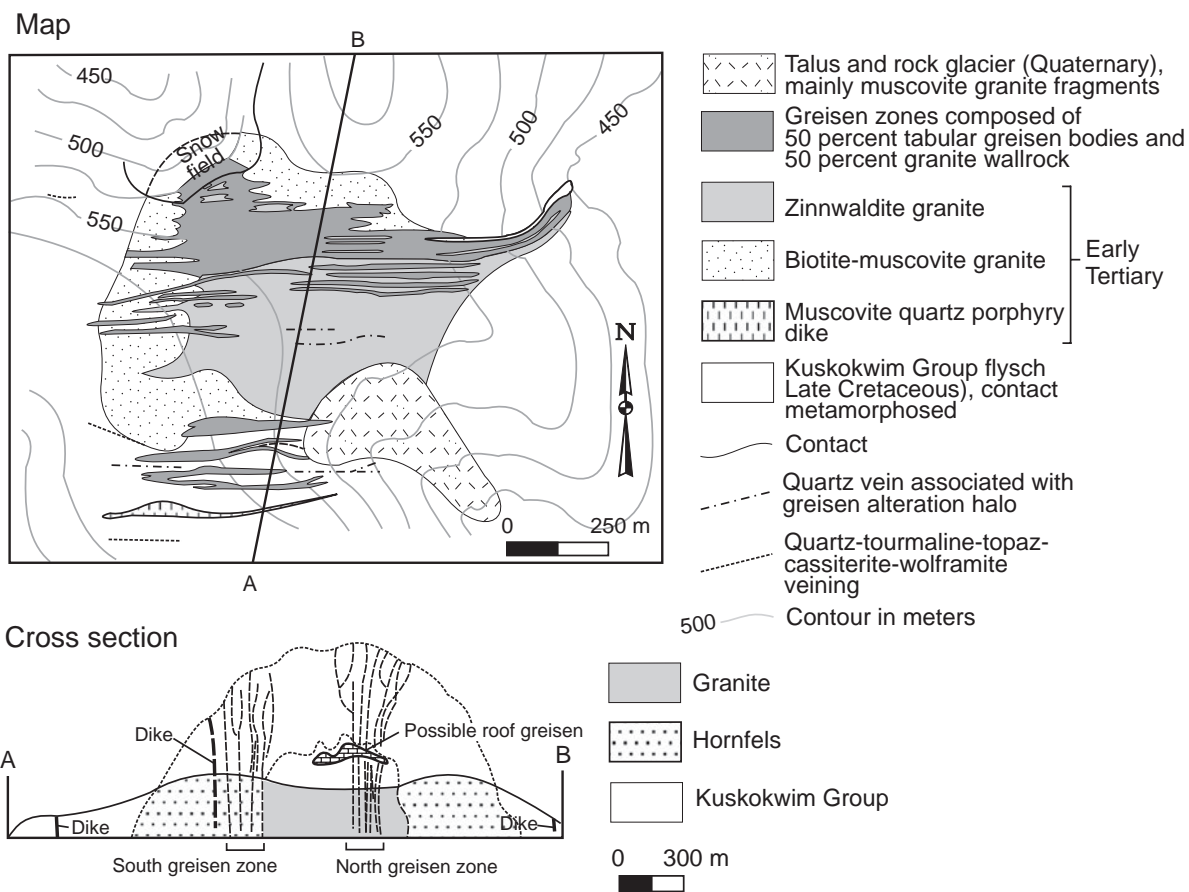 Map
B
450
500
550
Snow
field
550
500
450
N
0 250 m
A
Talus and rock glacier (Quaternary),
mainly muscovite granite fragments
Greisen zones composed of
50 percent tabular greisen bodies and
50 percent granite wallrock
Zinnwaldite granite
Biotite-muscovite granite
Muscovite quartz porphyry
dike
Early
Tertiary
Kuskokwim Group flysch
Late Cretaceous), contact
metamorphosed
Contact
Quartz vein associated with
greisen alteration halo
Quartz-tourmaline-topaz-
cassiterite-wolframite
veining
500 Contour in meters
Cross section
A
Dike
Possible roof greisen
B
Dike
Dike
South greisen zone
North greisen zone
Granite
Hornfels
Kuskokwim Group
0 300 m